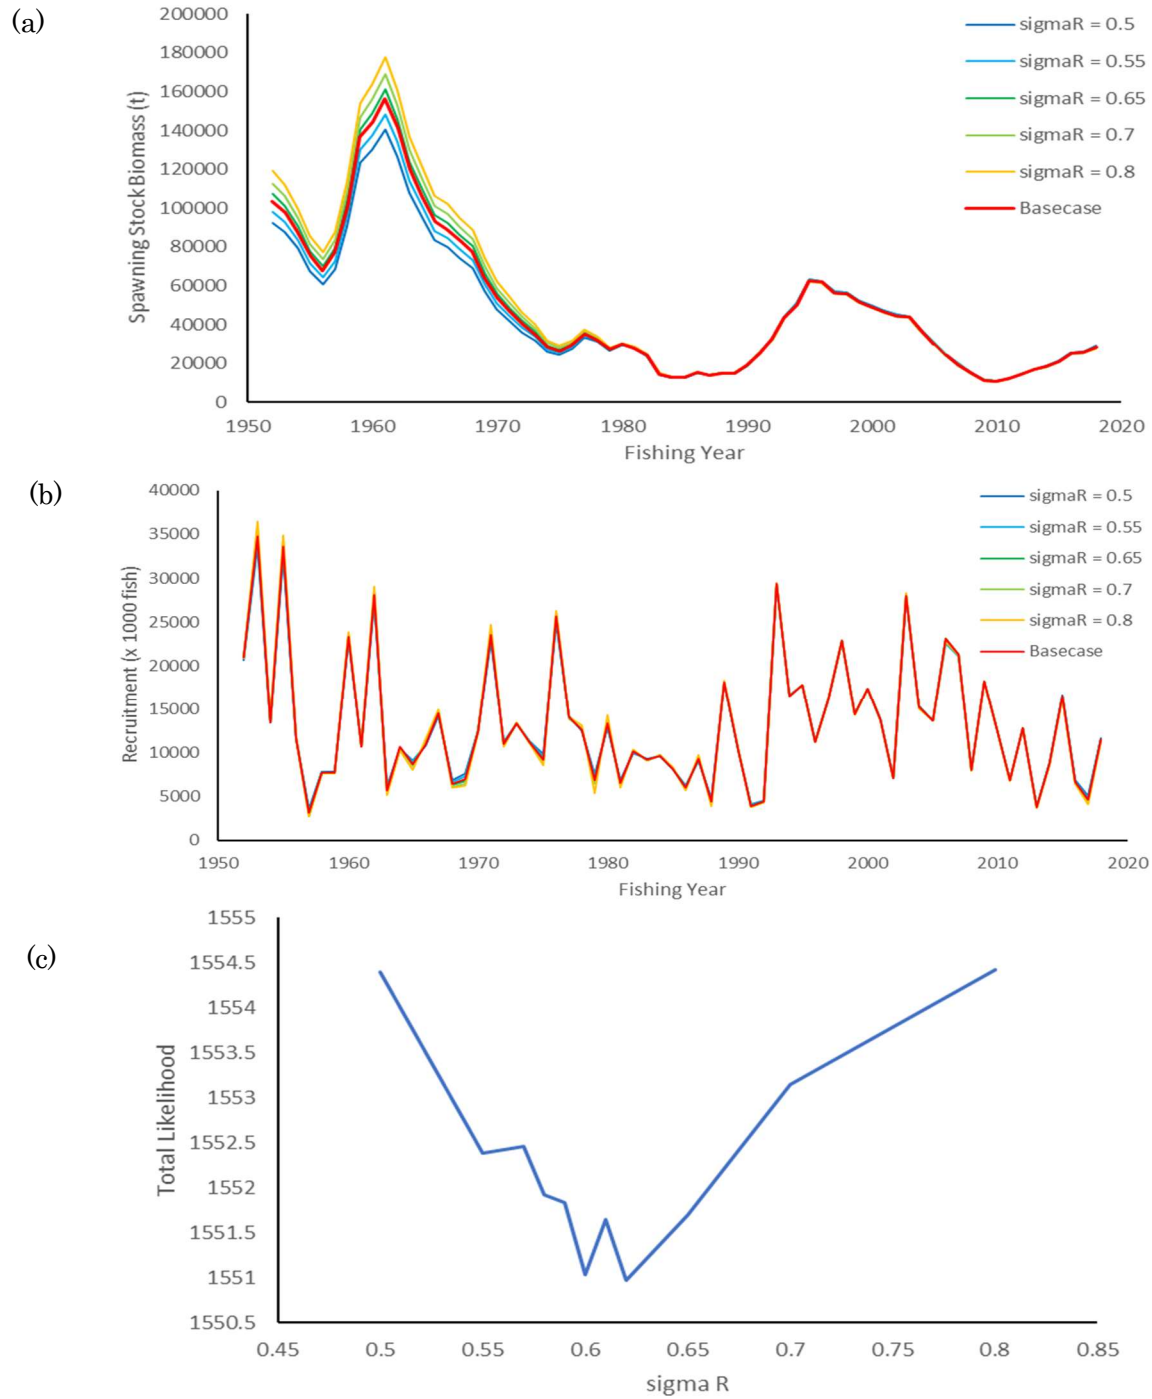 (a)
200000
180000
160000
140000
120000
100000
80000
60000
40000
20000
0
Spawning Stock Biomass (t)
1950 1960 1970 1980 1990 2000 2010 2020
Fishing Year
sigmaR = 0.5
sigmaR = 0.55
sigmaR = 0.65
sigmaR = 0.7
sigmaR = 0.8
Basecase
(b)
40000
35000
30000
25000
20000
15000
10000
5000
0
Recruitment (x 1000 fish)
1950 1960 1970 1980 1990 2000 2010 2020
Fishing Year
sigmaR = 0.5
sigmaR = 0.55
sigmaR = 0.65
sigmaR = 0.7
sigmaR = 0.8
Basecase
(c)
1555
1554.5
1554
1553.5
1553
1552.5
1552
1551.5
1551
1550.5
Total Likelihood
0.45 0.5 0.55 0.6 0.65 0.7 0.75 0.8 0.85
sigma R